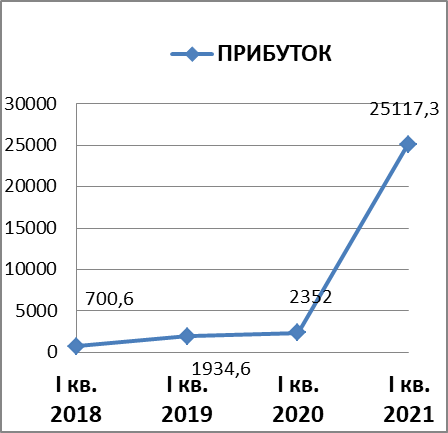 ПРИБУТОК
30000
25000
20000
15000
10000
5000
0
700,6
1934,6
2352
25117,3
І кв. 2018
І кв. 2019
І кв. 2020
І кв. 2021